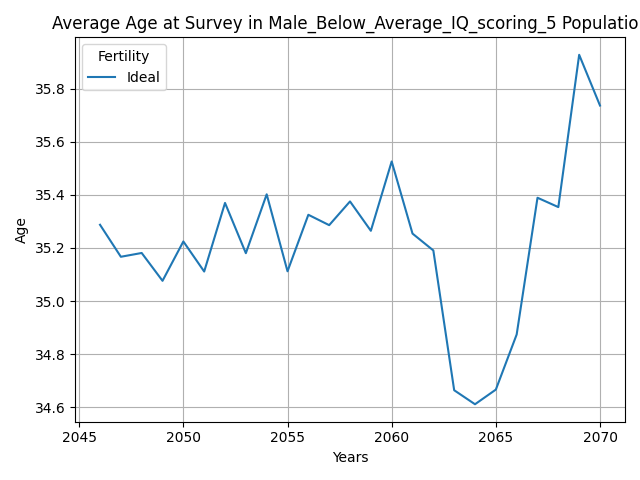 Average Age at Survey in Male_Below_Average_IQ_scoring_5 Populatio
Fertility
Ideal
Age
35.8
35.6
35.4
35.2
35.0
34.8
34.6
2045 2050 2055 2060 2065 2070
Years